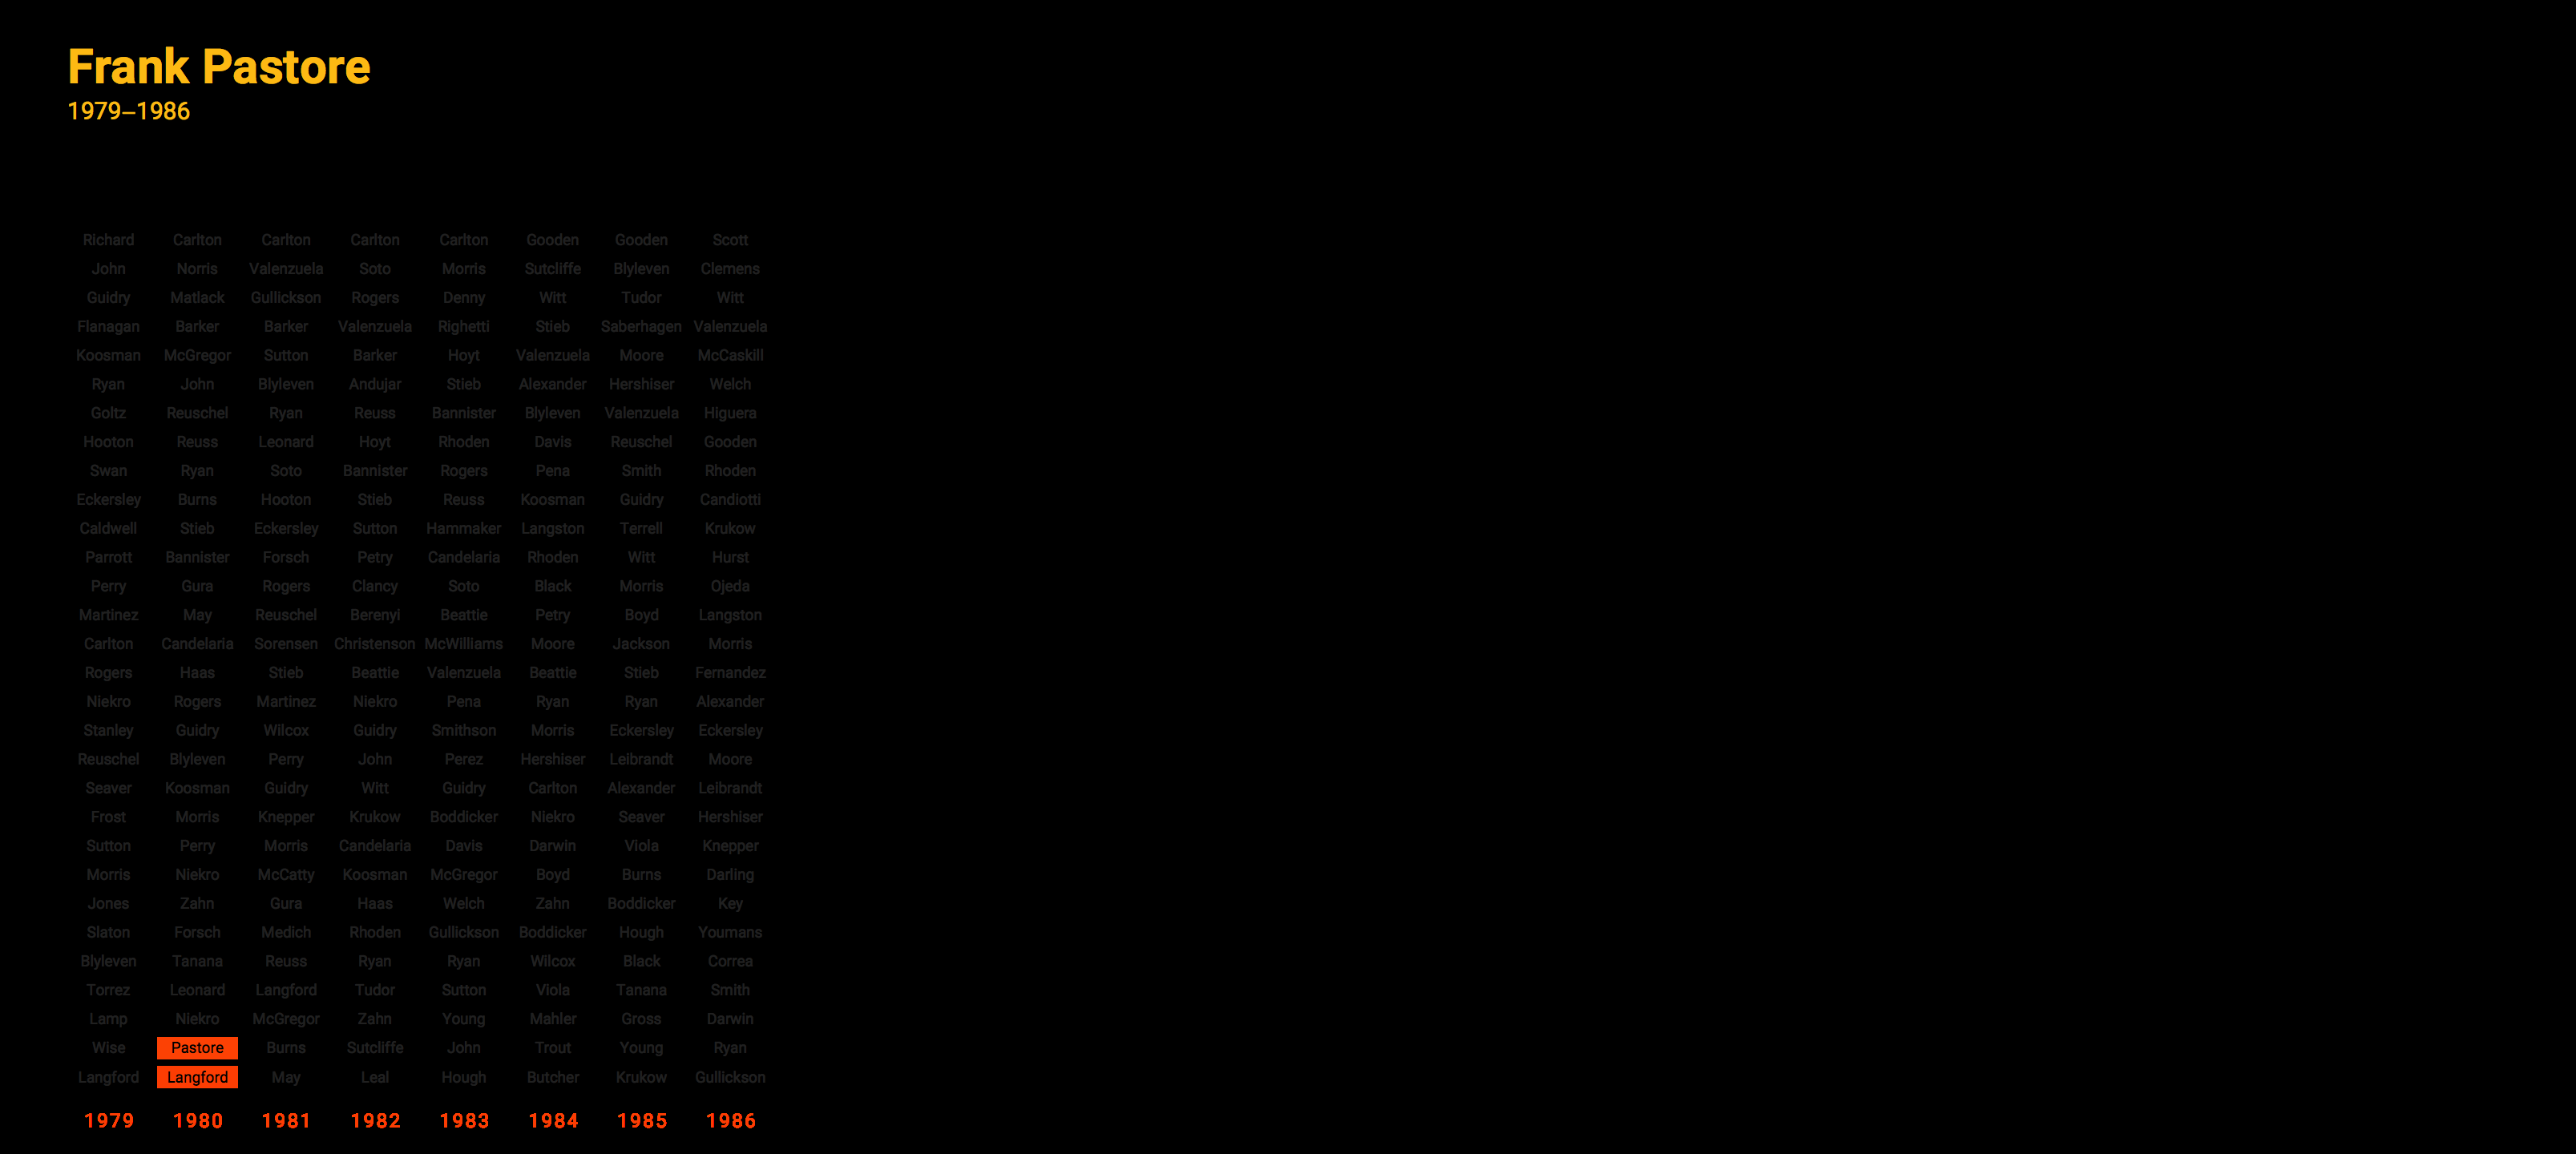 Frank Pastore
1979–1986
Richard Carlton Carlton Carlton Carlton Gooden Gooden Scott
John Norris Valenzuela Soto Morris Sutcliffe Blyleven Clemens
Guidry Matlack Gullickson Rogers Denny Witt Tudor Witt
Flanagan Barker Barker Valenzuela Righetti Stieb Saberhagen Valenzuela
Koosman McGregor Sutton Barker Hoyt Valenzuela Moore McCaskill
Ryan John Blyleven Andujar Stieb Alexander Hershiser Welch
Goltz Reuschel Ryan Reuss Bannister Blyleven Valenzuela Higuera
Hooton Reuss Leonard Hoyt Rhoden Davis Reuschel Gooden
Swan Ryan Soto Bannister Rogers Pena Smith Rhoden
Eckersley Burns Hooton Stieb Reuss Koosman Guidry Candiotti
Caldwell Stieb Eckersley Sutton Hammaker Langston Terrell Krukow
Parrott Bannister Forsch Petry Candelaria Rhoden Witt Hurst
Perry Gura Rogers Clancy Soto Black Morris Ojeda
Martinez May Reuschel Berenyi Beattie Petry Boyd Langston
Carlton Candelaria Sorensen Christenson McWilliams Moore Jackson Morris
Rogers Haas Stieb Beattie Valenzuela Beattie Stieb Fernandez
Niekro Rogers Martinez Niekro Pena Ryan Ryan Alexander
Stanley Guidry Wilcox Guidry Smithson Morris Eckersley Eckersley
Reuschel Blyleven Perry John Perez Hershiser Leibrandt Moore
Seaver Koosman Guidry Witt Guidry Carlton Alexander Leibrandt
Frost Morris Knepper Krukow Boddicker Niekro Seaver Hershiser
Sutton Perry Morris Candelaria Davis Darwin Viola Knepper
Morris Niekro McCatty Koosman McGregor Boyd Burns Darling
Jones Zahn Gura Haas Welch Zahn Boddicker Key
Slaton Forsch Medich Rhoden Gullickson Boddicker Hough Youmans
Blyleven Tanana Reuss Ryan Ryan Wilcox Black Correa
Torrez Leonard Langford Tudor Sutton Viola Tanana Smith
Lamp Niekro McGregor Zahn Young Mahler Gross Darwin
Wise Pastore Burns Sutcliffe John Trout Young Ryan
Langford Langford May Leal Hough Butcher Krukow Gullickson
1979 1980 1981 1982 1983 1984 1985 1986